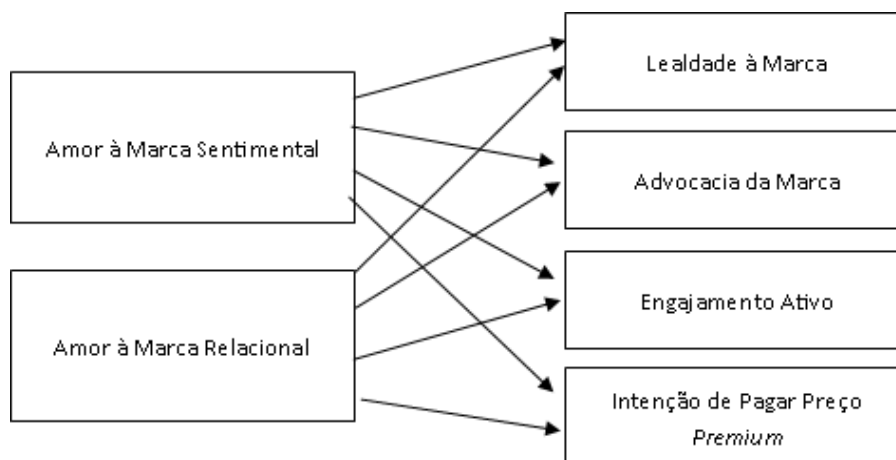 Amor à Marca Sentimental
Amor à Marca Relacional
Lealdade à Marca
Advocacia da Marca
Engajamento Ativo
Intenção de Pagar Preço
Premium